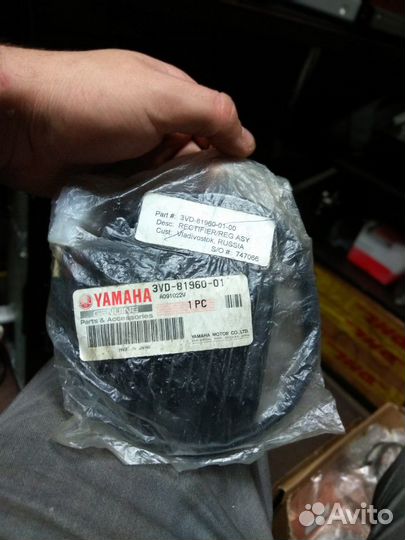 Part #: 3VD-81960-01-00
Desc: RECTIFIER/REG ASY
Cust: Vladivostok, RUSSIA
S/O #: 747066
YAMAHA
GENUINE
Parts & Accessories
3VD-81960-01
A091022V
1 PC
YAMAHA MOTOR CO.,LTD.
Avito